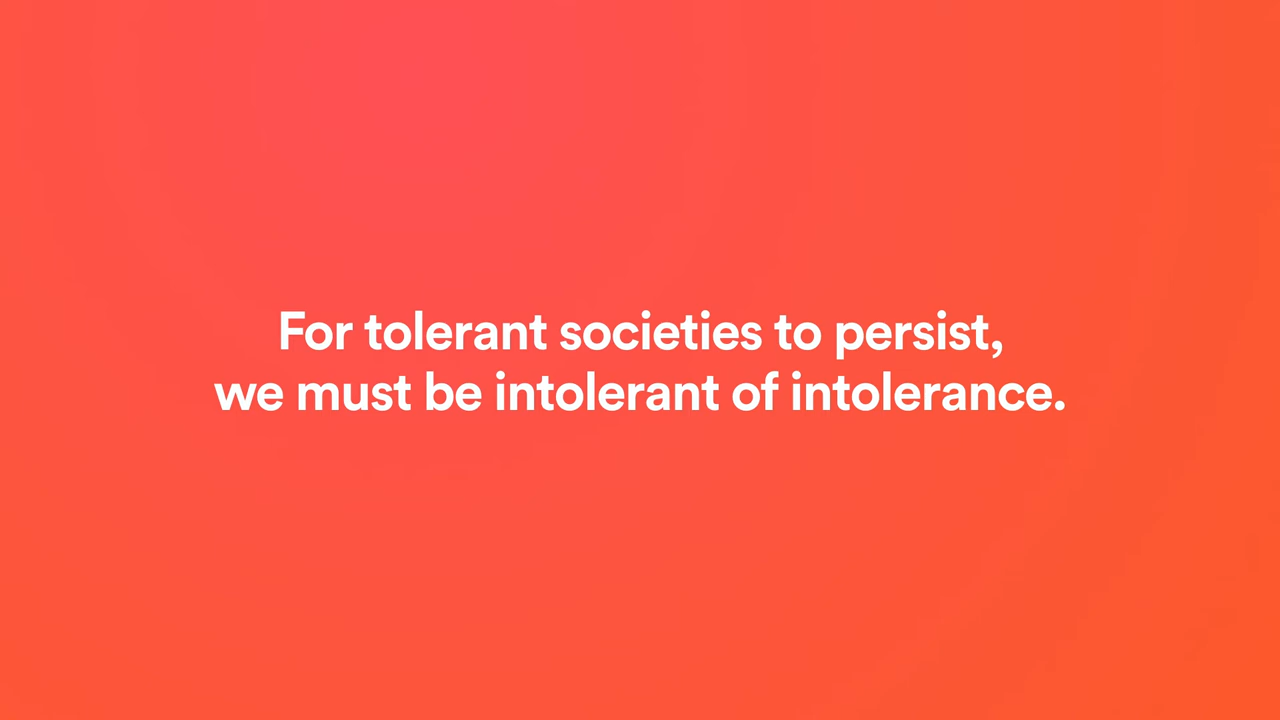 For tolerant societies to persist,
we must be intolerant of intolerance.